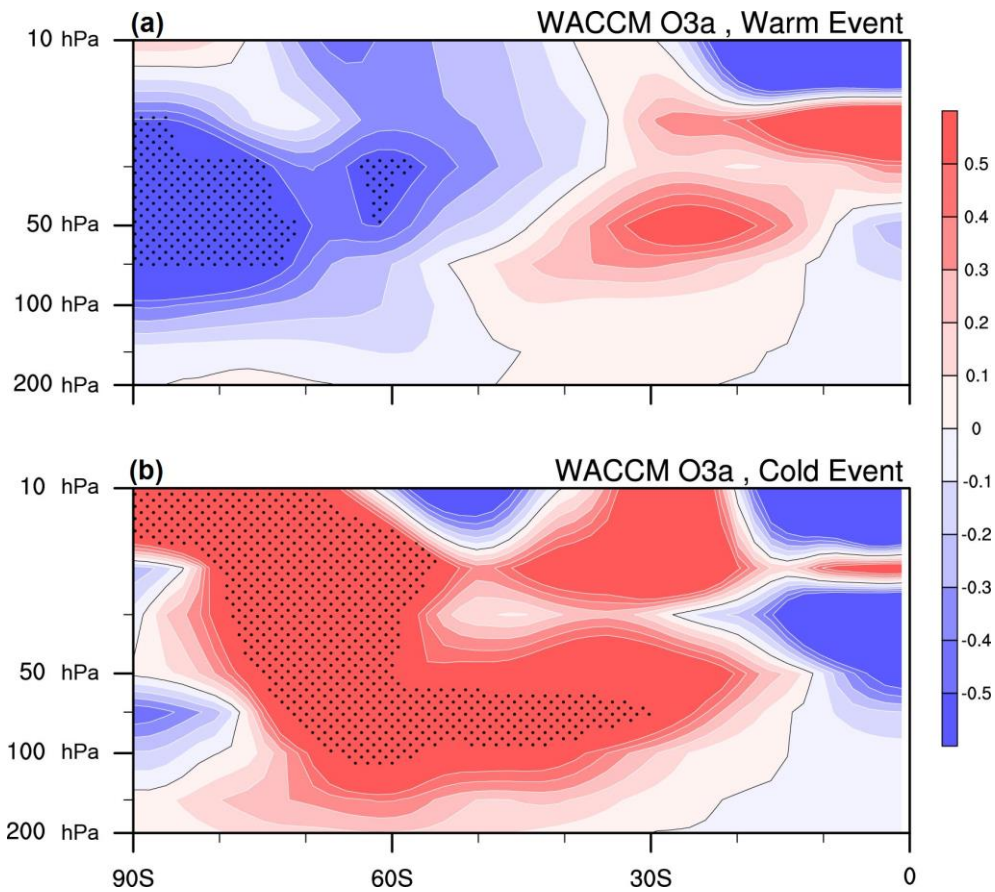 (a) WACCM O3a , Warm Event
10 hPa
50 hPa
100 hPa
200 hPa
0.5
0.4
0.3
0.2
0.1
0
-0.1
-0.2
-0.3
-0.4
-0.5
(b) WACCM O3a , Cold Event
10 hPa
50 hPa
100 hPa
200 hPa
90S 60S 30S 0